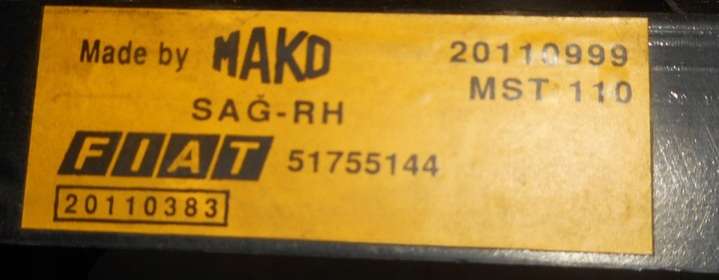 Made by MAKO 20110999
MST 110
SAĞ-RH
FIAT 51755144
20110383